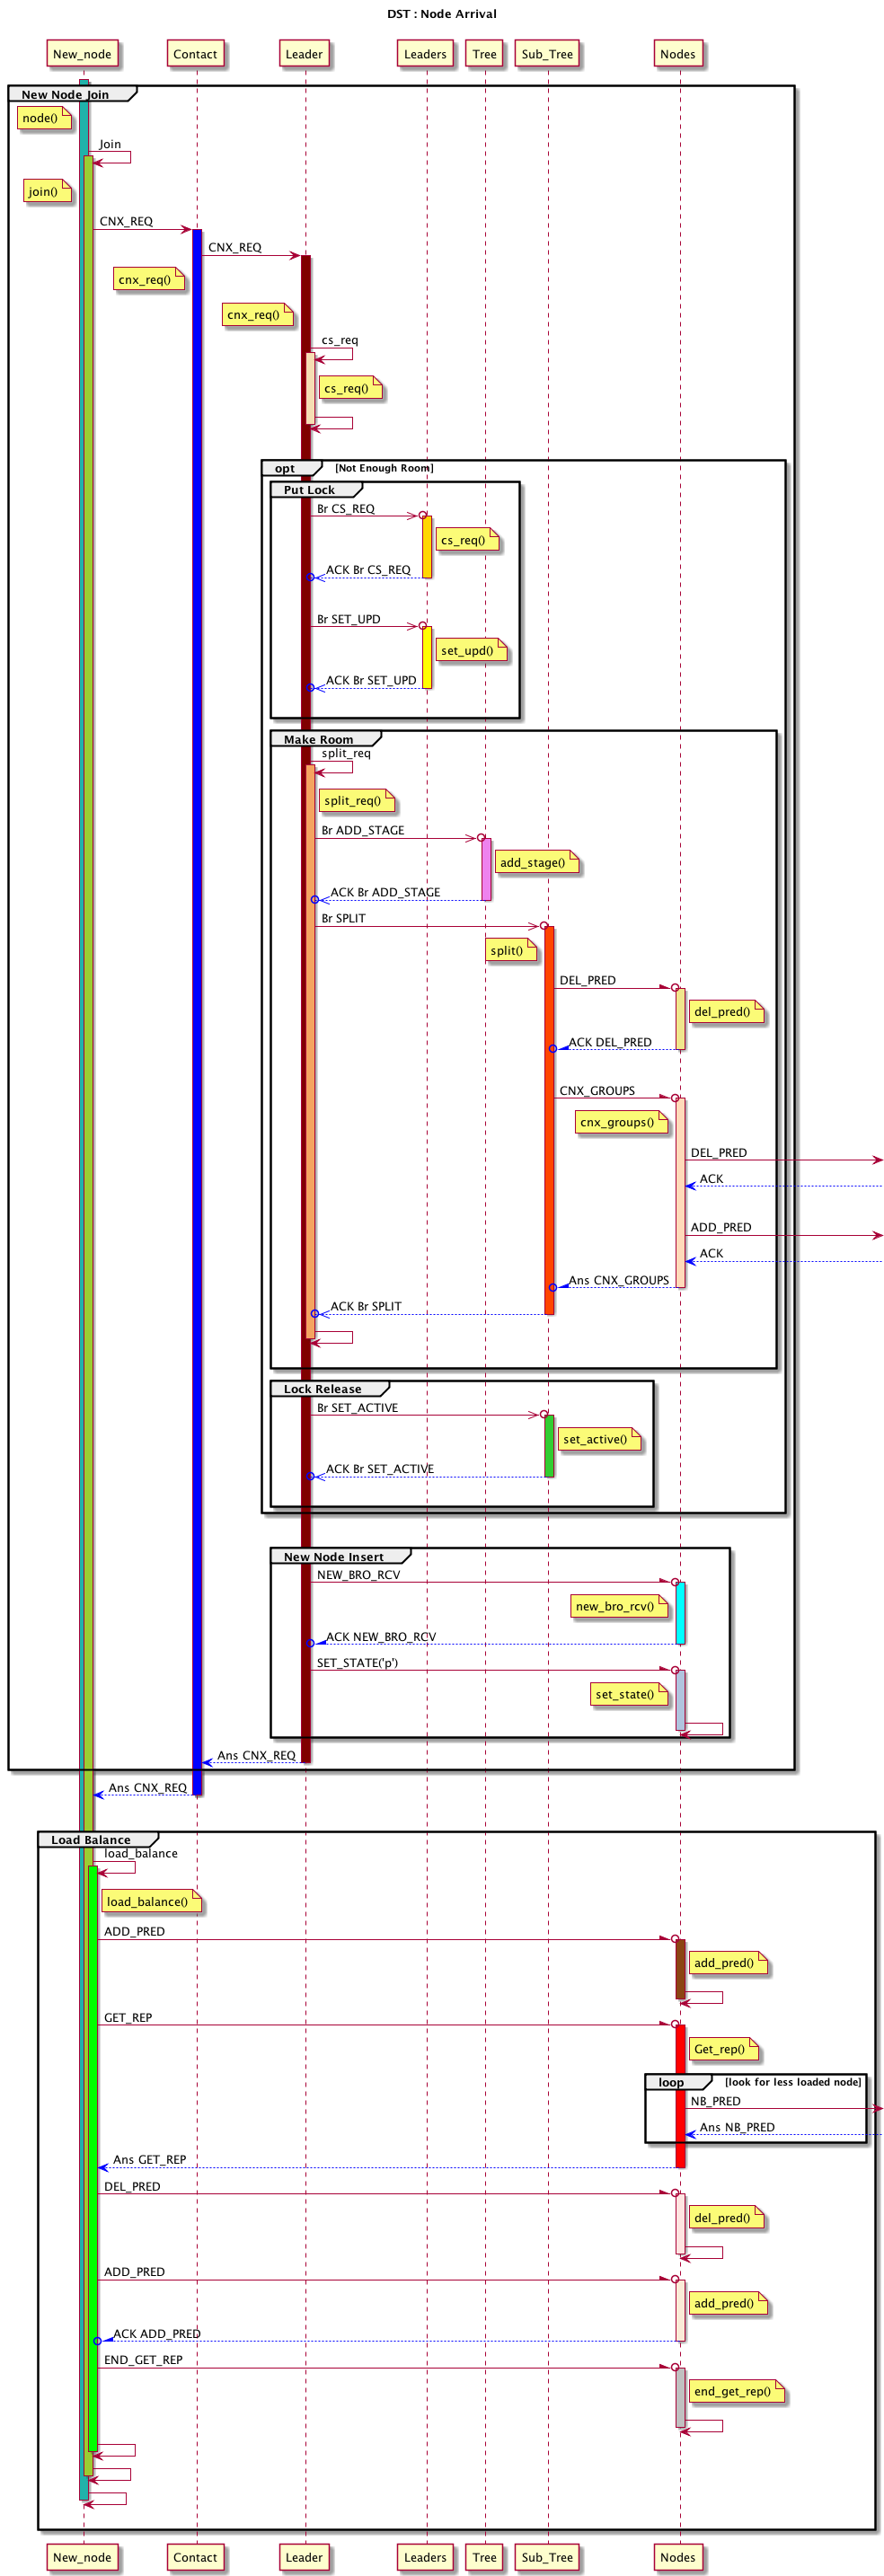 DST : Node Arrival
New_node
Contact
Leader
Leaders
Tree
Sub_Tree
Nodes
New Node Join
node()
Join
join()
CNX_REQ
CNX_REQ
cnx_req()
cnx_req()
cs_req
cs_req()
opt
[Not Enough Room]
Put Lock
Br CS_REQ
cs_req()
ACK Br CS_REQ
Br SET_UPD
set_upd()
ACK Br SET_UPD
Make Room
split_req
split_req()
Br ADD_STAGE
add_stage()
ACK Br ADD_STAGE
Br SPLIT
split()
DEL_PRED
del_pred()
ACK DEL_PRED
CNX_GROUPS
cnx_groups()
DEL_PRED
ACK
ADD_PRED
ACK
Ans CNX_GROUPS
ACK Br SPLIT
Lock Release
Br SET_ACTIVE
set_active()
ACK Br SET_ACTIVE
New Node Insert
NEW_BRO_RCV
new_bro_rcv()
ACK NEW_BRO_RCV
SET_STATE('p')
set_state()
Ans CNX_REQ
Ans CNX_REQ
Load Balance
load_balance
load_balance()
ADD_PRED
add_pred()
GET_REP
Get_rep()
loop
[look for less loaded node]
NB_PRED
Ans NB_PRED
Ans GET_REP
DEL_PRED
del_pred()
ADD_PRED
add_pred()
ACK ADD_PRED
END_GET_REP
end_get_rep()
New_node
Contact
Leader
Leaders
Tree
Sub_Tree
Nodes